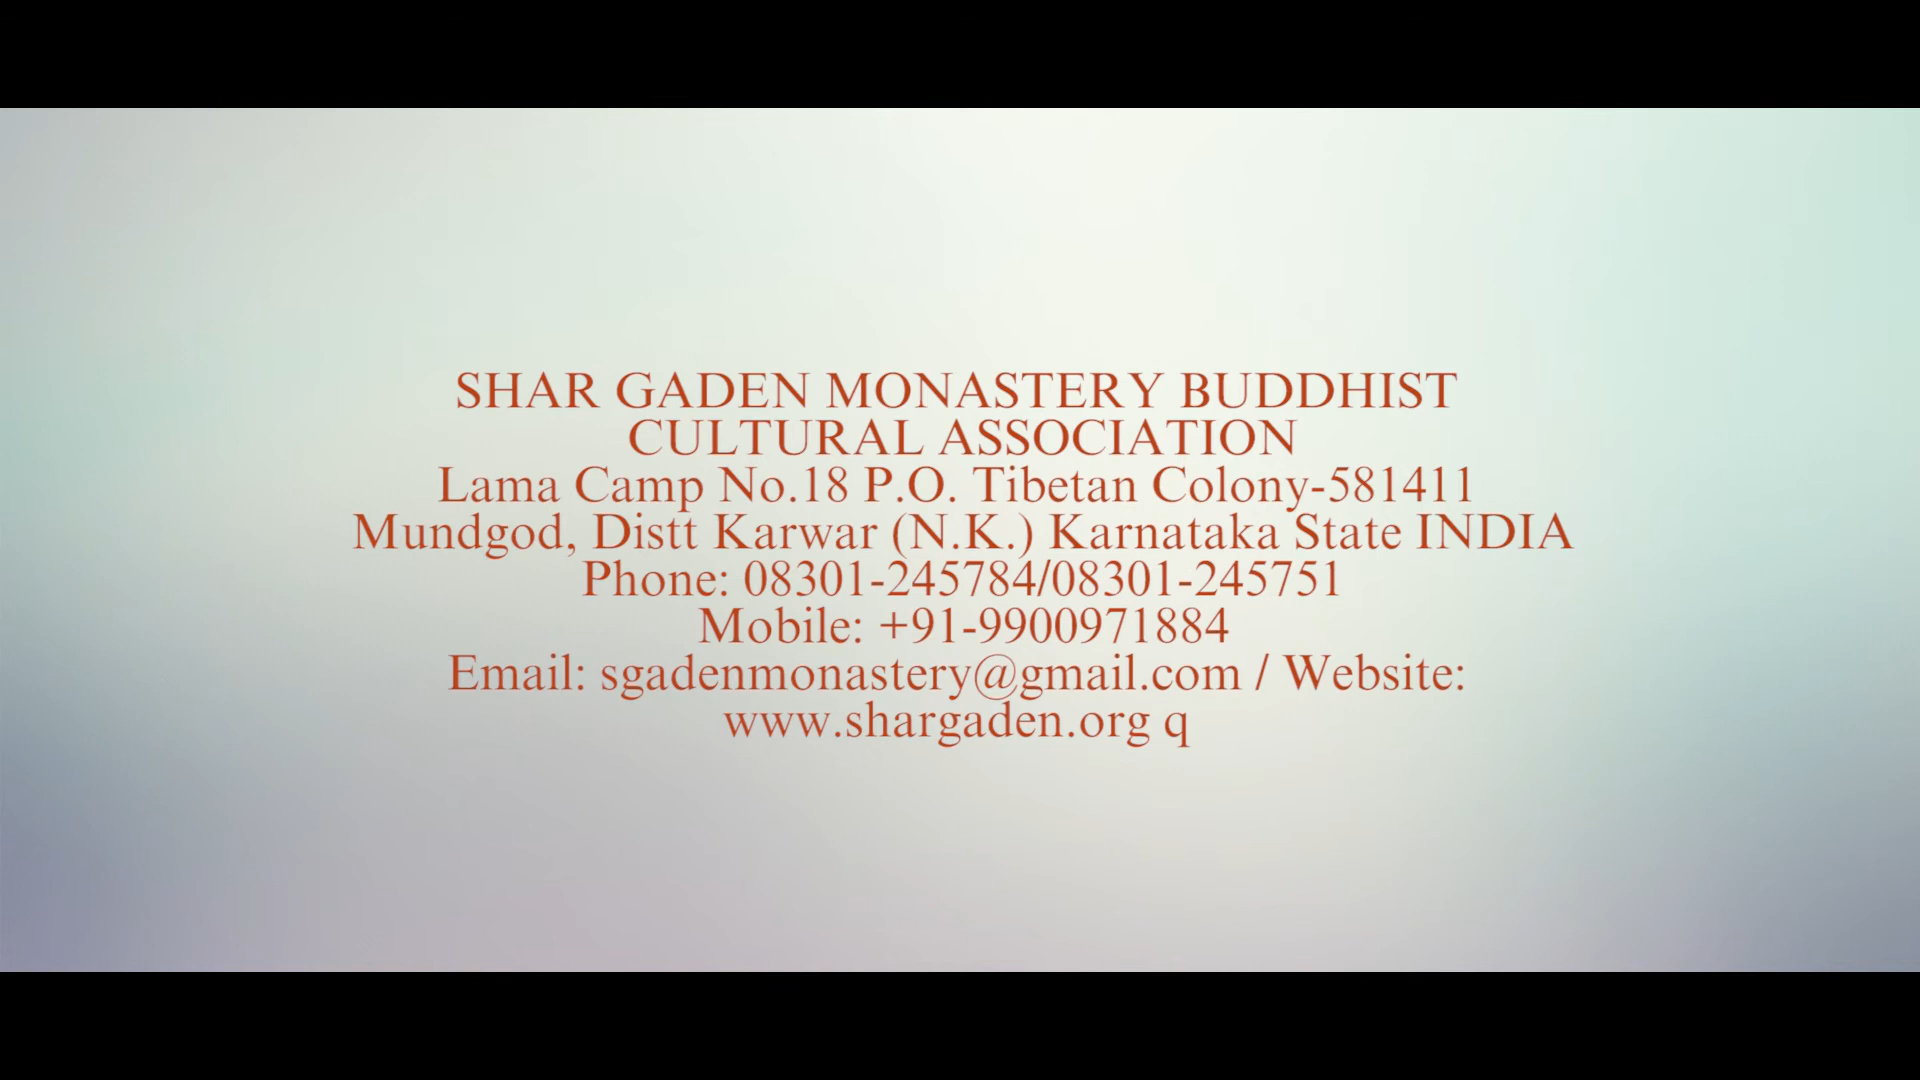 SHAR GADEN MONASTERY BUDDHIST
CULTURAL ASSOCIATION
Lama Camp No.18 P.O. Tibetan Colony-581411
Mundgod, Distt Karwar (N.K.) Karnataka State INDIA
Phone: 08301-245784/08301-245751
Mobile: +91-9900971884
Email: sgadenmonastery@gmail.com / Website:
www.shargaden.org q